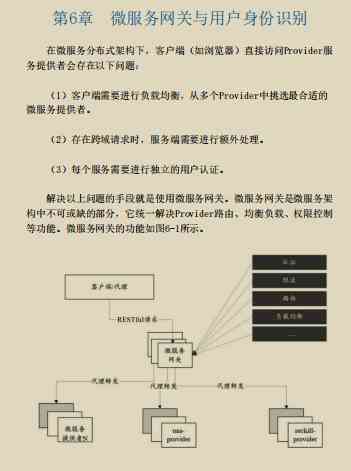 第6章 微服务网关与用户身份识别
在微服务分布式架构下，客户端（如浏览器）直接访问Provider服
务提供者会存在以下问题：
（1）客户端需要进行负载均衡，从多个Provider中挑选最合适的
微服务提供者。
（2）存在跨域请求时，服务端需要进行额外处理。
（3）每个服务需要进行独立的用户认证。
解决以上问题的手段就是使用微服务网关。微服务网关是微服务架
构中不可或缺的部分，它统一解决Provider路由、均衡负载、权限控制
等功能。微服务网关的功能如图6-1所示。
客户端/代理
RESTful请求
微服务
网关
负载均衡
代理转发
代理转发
代理转发
微服务
提供者N
uaa-
provider
seckill-
provider